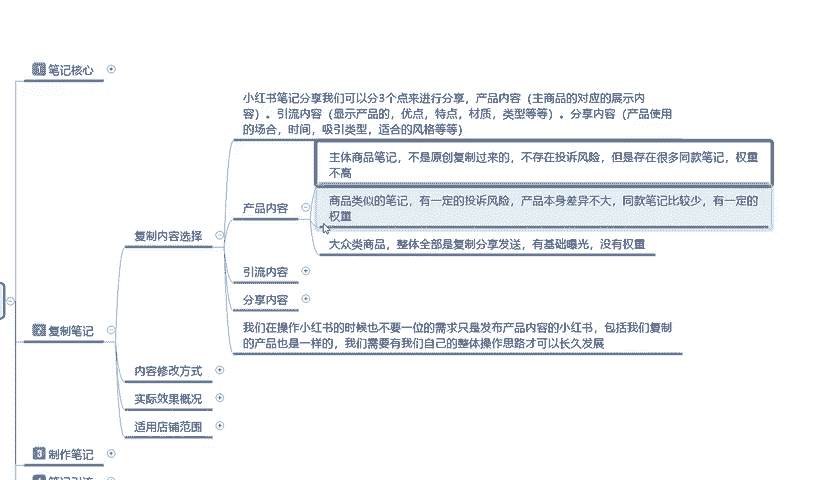 1 笔记核心
小红书笔记分享我们可以分3个点来进行分享，产品内容（主商品的对应的展示内
容）。引流内容（显示产品的，优点，特点，材质，类型等等）。分享内容（产品使用
的场合，时间，吸引类型，适合的风格等等）
主体商品笔记，不是原创复制过来的，不存在投诉风险，但是存在很多同款笔记，权重
不高
产品内容
商品类似的笔记，有一定的投诉风险，产品本身差异不大，同款笔记比较少，有一定的
权重
复制内容选择
大众类商品，整体全部是复制分享发送，有基础曝光，没有权重
引流内容
分享内容
2 复制笔记
我们在操作小红书的时候也不要一位的需求只是发布产品内容的小红书，包括我们复制
的产品也是一样的，我们需要有我们自己的整体操作思路才可以长久发展
内容修改方式
实际效果概况
适用店铺范围
3 制作笔记